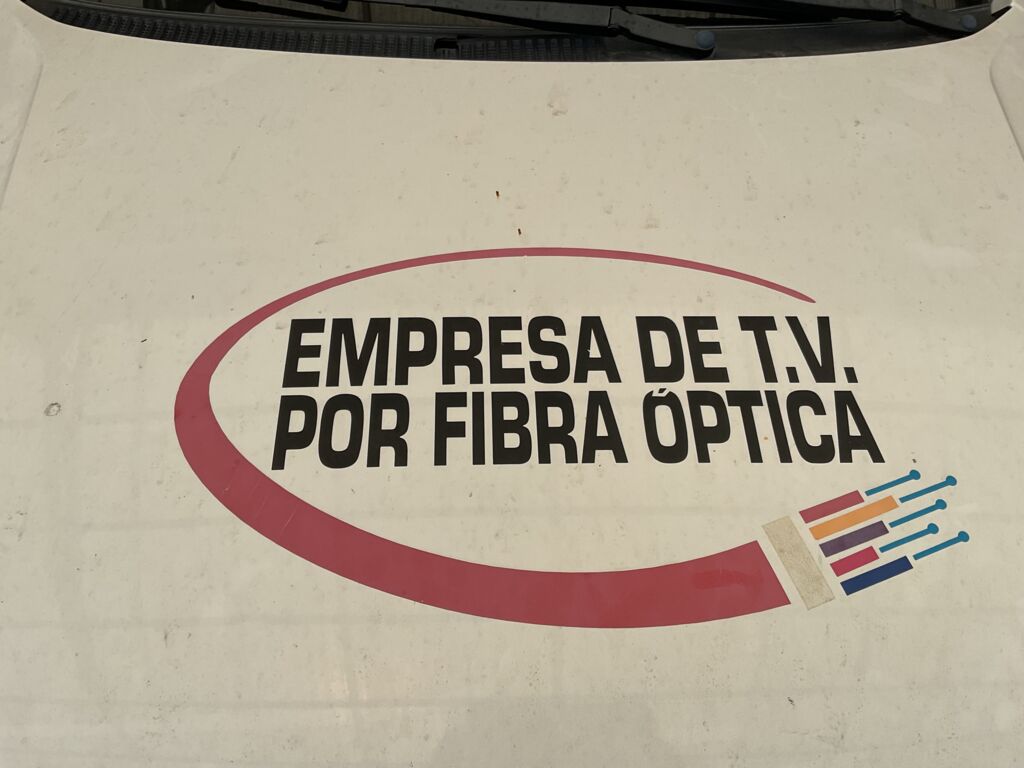 EMPRESA DE T.V.
POR FIBRA ÓPTICA